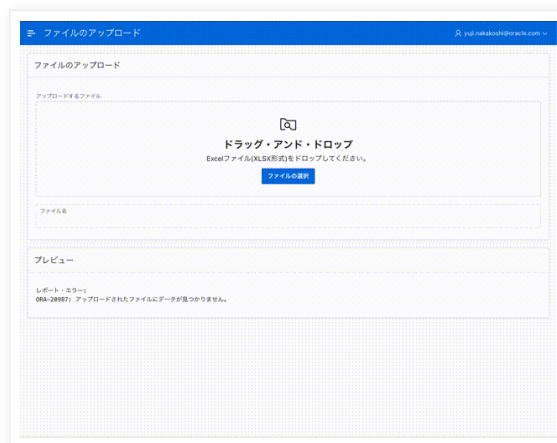 ファイルのアップロード
yuji.nakakoshi@oracle.com
ファイルのアップロード
アップロードするファイル
ドラッグ・アンド・ドロップ
Excelファイル(XLSX形式)をドロップしてください。
ファイルの選択
ファイル名
プレビュー
レポート・エラー:
ORA-20987: アップロードされたファイルにデータが見つかりません。